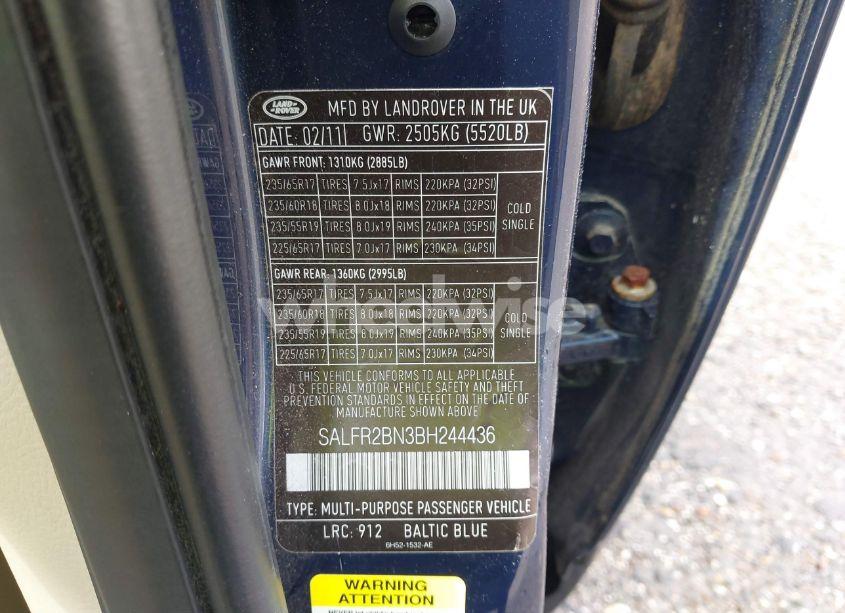 LAND-
ROVER
MFD BY LANDROVER IN THE UK
DATE: 02/11 GWR: 2505KG (5520LB)
GAWR FRONT: 1310KG (2885LB)
235/65R17 TIRES 7.5Jx17 RIMS 220KPA (32PSI)
235/60R18 TIRES 8.0Jx18 RIMS 220KPA (32PSI)
235/55R19 TIRES 8.0Jx19 RIMS 240KPA (35PSI)
225/65R17 TIRES 7.0Jx17 RIMS 230KPA (34PSI)
COLD
SINGLE
GAWR REAR: 1360KG (2995LB)
235/65R17 TIRES 7.5Jx17 RIMS 220KPA (32PSI)
235/60R18 TIRES 8.0Jx18 RIMS 220KPA (32PSI)
235/55R19 TIRES 8.0Jx19 RIMS 240KPA (35PSI)
225/65R17 TIRES 7.0Jx17 RIMS 230KPA (34PSI)
COLD
SINGLE
THIS VEHICLE CONFORMS TO ALL APPLICABLE
U.S. FEDERAL MOTOR VEHICLE SAFETY AND THEFT
PREVENTION STANDARDS IN EFFECT ON THE DATE OF
MANUFACTURE SHOWN ABOVE
SALFR2BN3BH244436
TYPE: MULTI-PURPOSE PASSENGER VEHICLE
LRC: 912 BALTIC BLUE
6H52-1532-AE
WARNING
ATTENTION